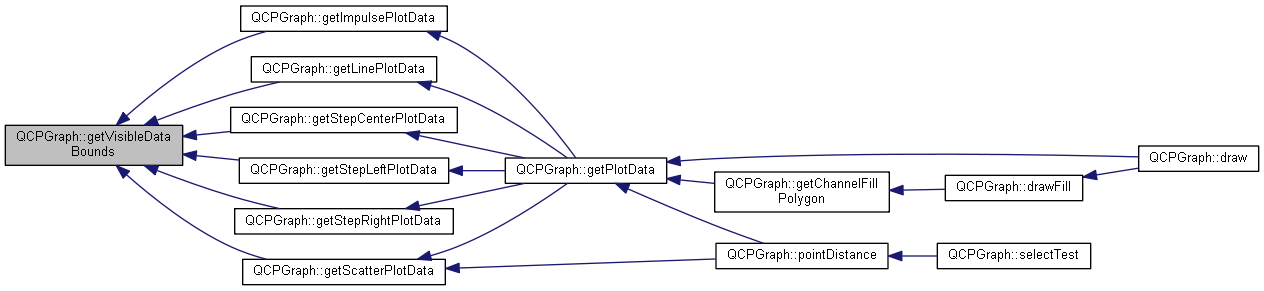 QCPGraph::getImpulsePlotData
QCPGraph::getLinePlotData
QCPGraph::getStepCenterPlotData
QCPGraph::getVisibleData
Bounds
QCPGraph::getStepLeftPlotData
QCPGraph::getPlotData
QCPGraph::draw
QCPGraph::getChannelFill
Polygon
QCPGraph::drawFill
QCPGraph::getStepRightPlotData
QCPGraph::getScatterPlotData
QCPGraph::pointDistance
QCPGraph::selectTest